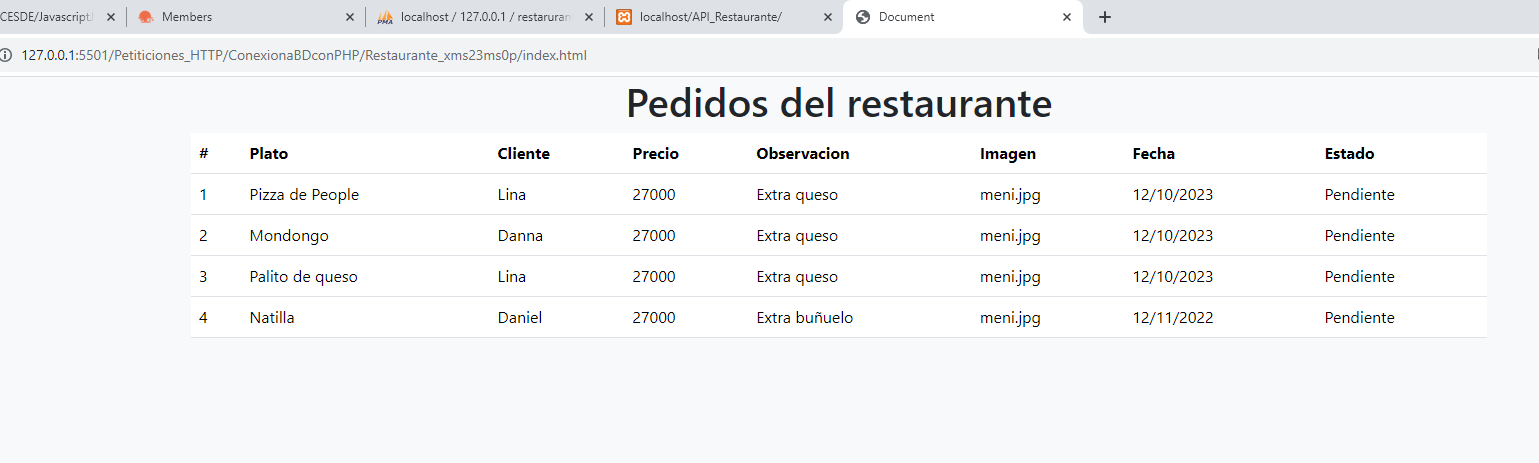 CESDE/Javascript
Members
localhost / 127.0.0.1 / restaruran
localhost/API_Restaurante/
Document
127.0.0.1:5501/Peticiones_HTTP/ConexionaBDconPHP/Restaurante_xms23ms0p/index.html
Pedidos del restaurante
# Plato Cliente Precio Observacion Imagen Fecha Estado
1 Pizza de People Lina 27000 Extra queso meni.jpg 12/10/2023 Pendiente
2 Mondongo Danna 27000 Extra queso meni.jpg 12/10/2023 Pendiente
3 Palito de queso Lina 27000 Extra queso meni.jpg 12/10/2023 Pendiente
4 Natilla Daniel 27000 Extra buñuelo meni.jpg 12/11/2022 Pendiente